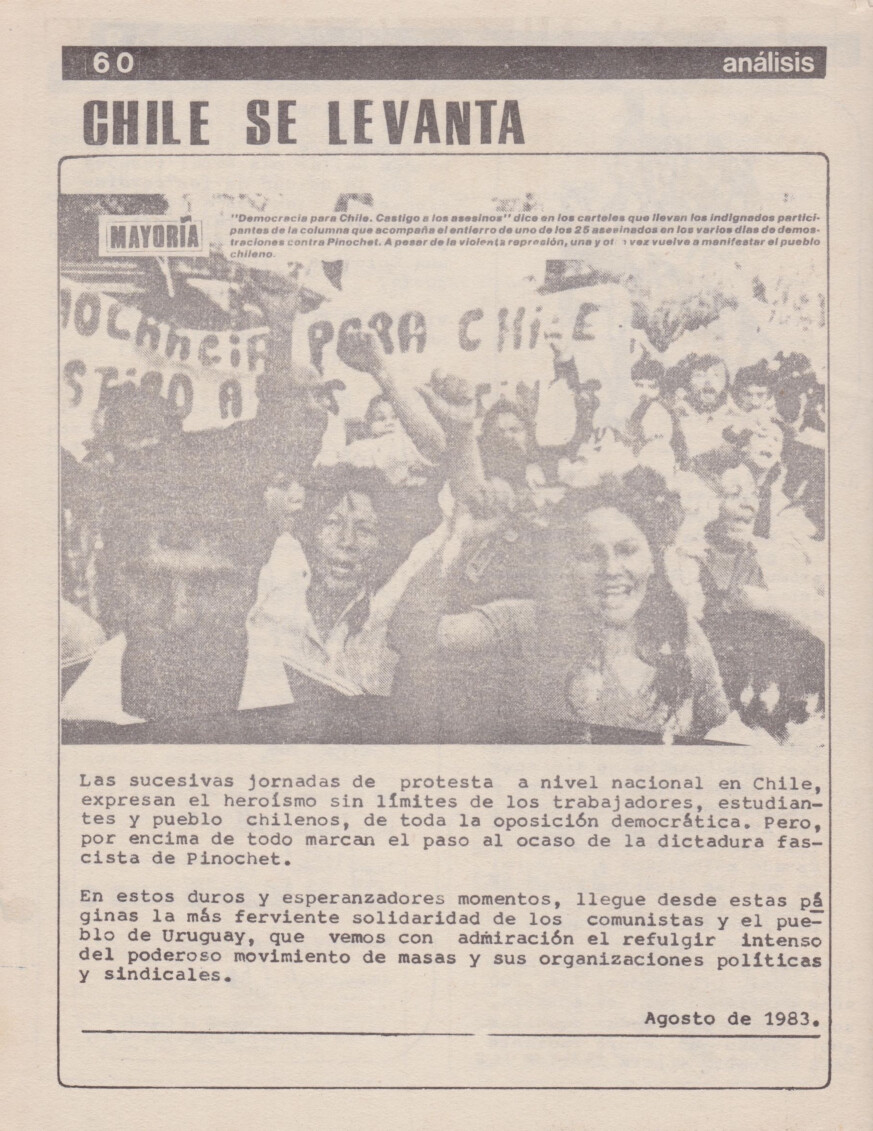 60
análisis
CHILE SE LEVANTA
MAYORÍA
"Democracia para Chile. Castigo a los asesinos" dice en los carteles que llevan los indignados partici-
pantes de la columna que acompaña el entierro de uno de los 25 asesinados en los varios días de demos-
traciones contra Pinochet. A pesar de la violenta represión, una y vez vuelve a manifestar el pueblo
chileno.
OCRACIA PARA CHILE
STIGO A
Las sucesivas jornadas de protesta a nivel nacional en Chile,
expresan el heroísmo sin límites de los trabajadores, estudian-
tes y pueblo chilenos, de toda la oposición democrática. Pero,
por encima de todo marcan el paso al ocaso de la dictadura fas-
cista de Pinochet.
En estos duros y esperanzadores momentos, llegue desde estas pá
ginas la más ferviente solidaridad de los comunistas y el pue-
blo de Uruguay, que vemos con admiración el refulgir intenso
del poderoso movimiento de masas y sus organizaciones políticas
y sindicales.
Agosto de 1983.